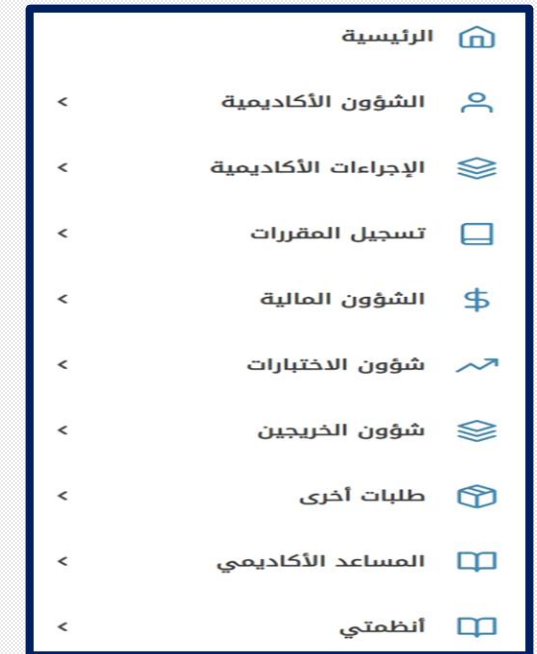 الرئيسية
الشؤون الأكاديمية
الإجراءات الأكاديمية
تسجيل المقررات
الشؤون المالية
شؤون الاختبارات
شؤون الخريجين
طلبات أخرى
المساعد الأكاديمي
أنظمتي